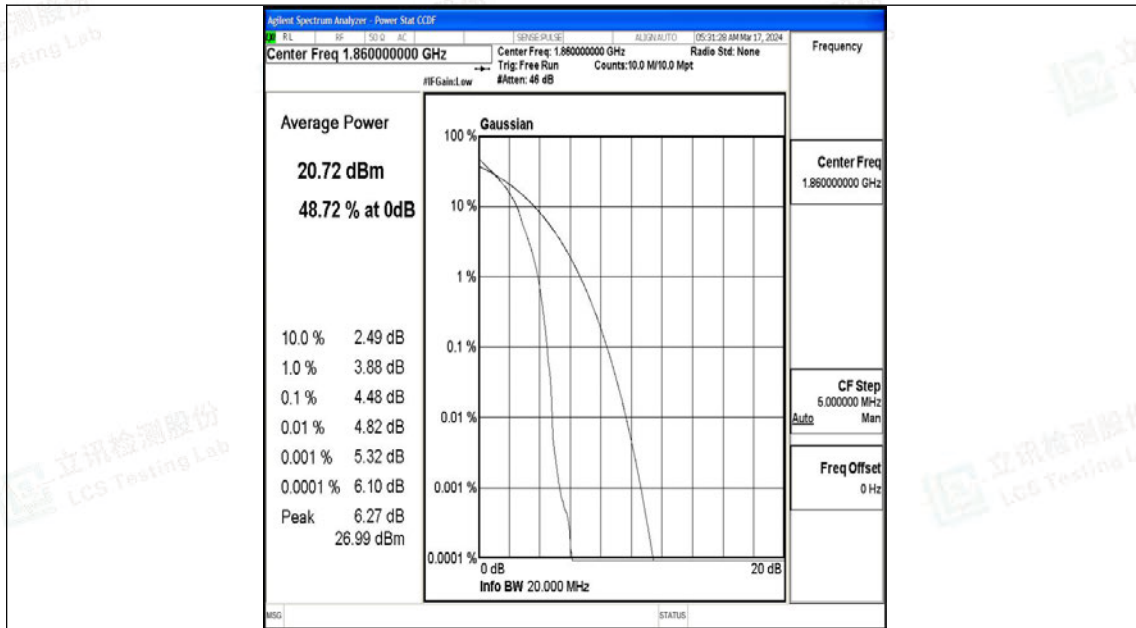 Agilent Spectrum Analyzer - Power Stat CCDF
RL RF 50 Ω AC SENSE:PULSE ALIGNAUTO 05:31:28 AM Mar 17, 2024
Center Freq 1.860000000 GHz
Center Freq: 1.860000000 GHz Radio Std: None
Trig: Free Run Counts:10.0 M/10.0 Mpt
#IFGain:Low #Atten: 46 dB
Frequency
Average Power
20.72 dBm
48.72 % at 0dB
10.0 % 2.49 dB
1.0 % 3.88 dB
0.1 % 4.48 dB
0.01 % 4.82 dB
0.001 % 5.32 dB
0.0001 % 6.10 dB
Peak 6.27 dB
26.99 dBm
Gaussian
100 %
10 %
1 %
0.1 %
0.01 %
0.001 %
0.0001 %
0 dB 20 dB
Info BW 20.000 MHz
Center Freq
1.860000000 GHz
CF Step
5.000000 MHz
Auto Man
Freq Offset
0 Hz
MSG STATUS
立讯检测股份
LCS Testing Lab
立讯检测股份
LCS Testing Lab